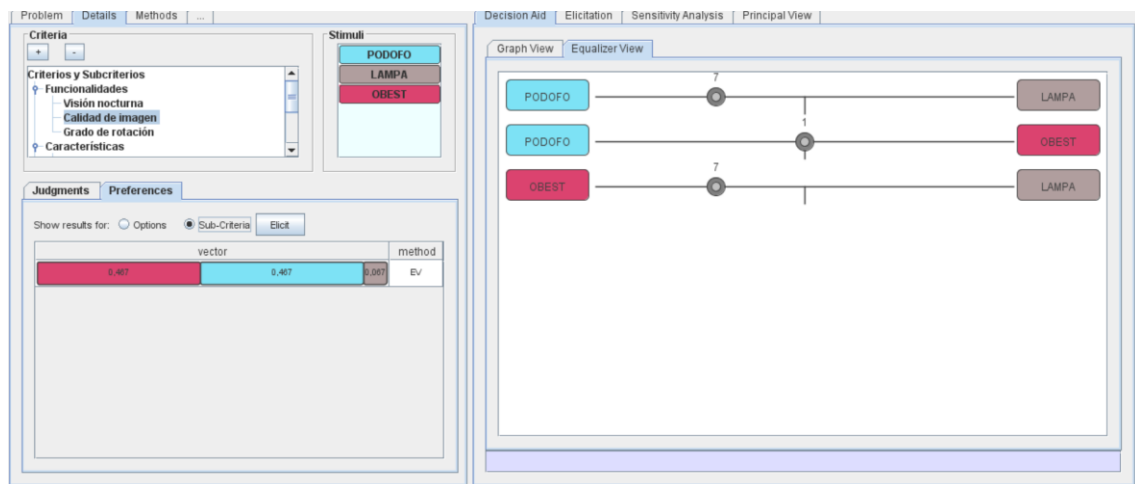 Problem Details Methods ...
Criteria
+ -
Criterios y Subcriterios
Funcionalidades
Visión nocturna
Calidad de imagen
Grado de rotación
Características
Stimuli
PODOFO
LAMPA
OBEST
Judgments Preferences
Show results for: Options Sub-Criteria Elicit
vector method
0,467 0,467 0,067 EV
Decision Aid Elicitation Sensitivity Analysis Principal View
Graph View Equalizer View
7
PODOFO LAMPA
1
PODOFO OBEST
7
OBEST LAMPA